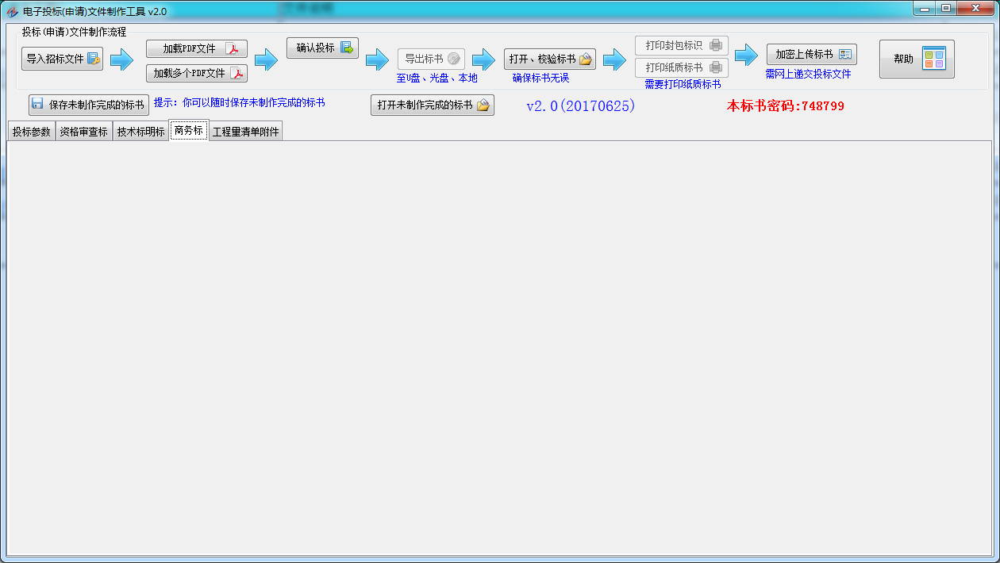 电子投标(申请)文件制作工具 v2.0
投标(申请)文件制作流程
导入招标文件
加载PDF文件
加载多个PDF文件
确认投标
导出标书
至U盘、光盘、本地
打开、校验标书
确保标书无误
打印封包标识
打印纸质标书
需要打印纸质标书
加密上传标书
需网上递交投标文件
帮助
保存未制作完成的标书
提示：你可以随时保存未制作完成的标书
打开未制作完成的标书
v2.0(20170625)
本标书密码:748799
投标参数
资格审查标
技术标明标
商务标
工程量清单附件